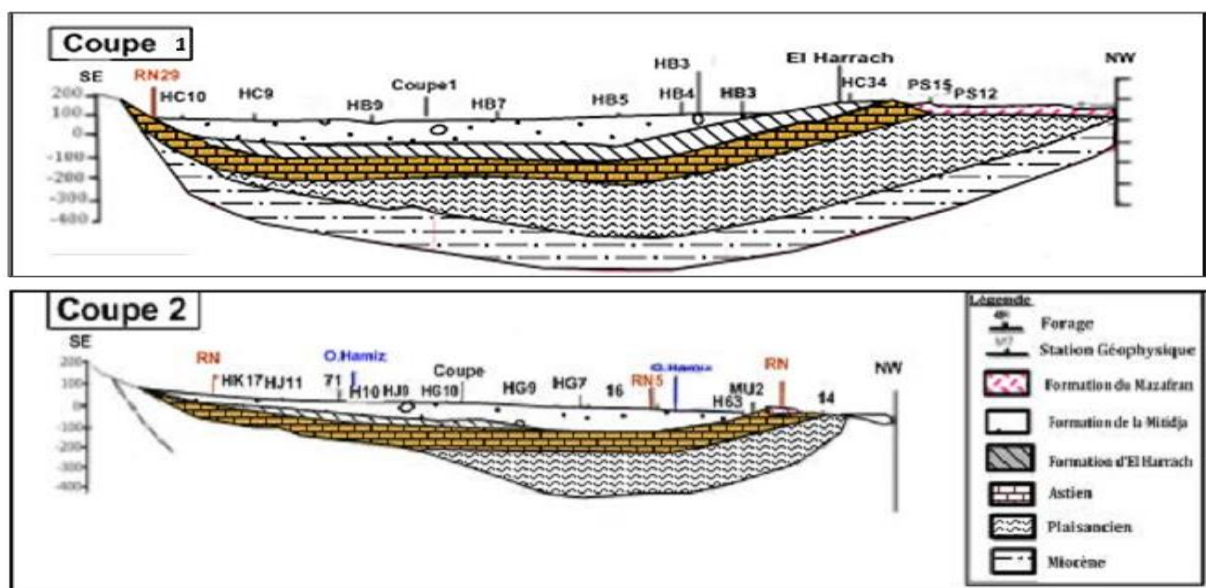 Coupe 1
SE
RN29
HC10
HC9
HB9
Coupe1
HB7
HB5
HB3
HB4
HB3
El Harrach
HC34
PS15
PS12
NW
200
100
0
-100
-200
-300
-400
Coupe 2
SE
RN
HK17
HJ11
71
O.Hamiz
H10
HJ9
HG10
Coupe
HG9
HG7
16
RN5
H63
MU2
RN
14
NW
200
100
0
-100
-200
-300
-400
Légende
Forage
Station Géophysique
Formation du Mazafran
Formation de la Mitidja
Formation d'El Harrach
Astien
Plaisancien
Miocène